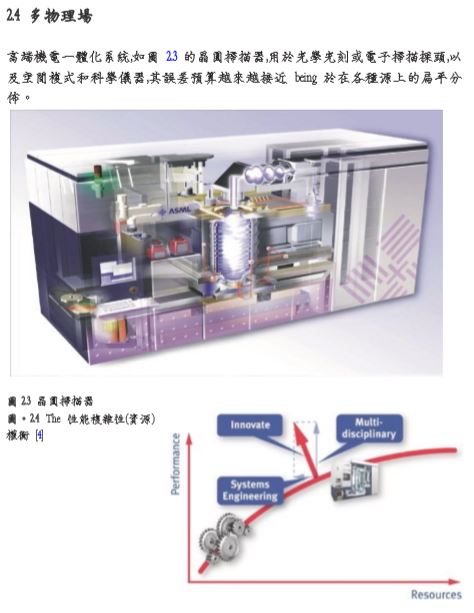 2.4 多物理場
高端機電一體化系統,如圖 2.3 的晶圓掃描器,用於光學光刻或電子掃描探頭,以
及空間模式和科學儀器,其誤差預算越來越接近 being 於在各種源上的扁平分
佈。
ASML
圖 2.3 晶圓掃描器
圖。2.4 The 性能複雜性(資源)
權衡 [4]
Performance
Innovate
Multi-
disciplinary
Systems
Engineering
Resources